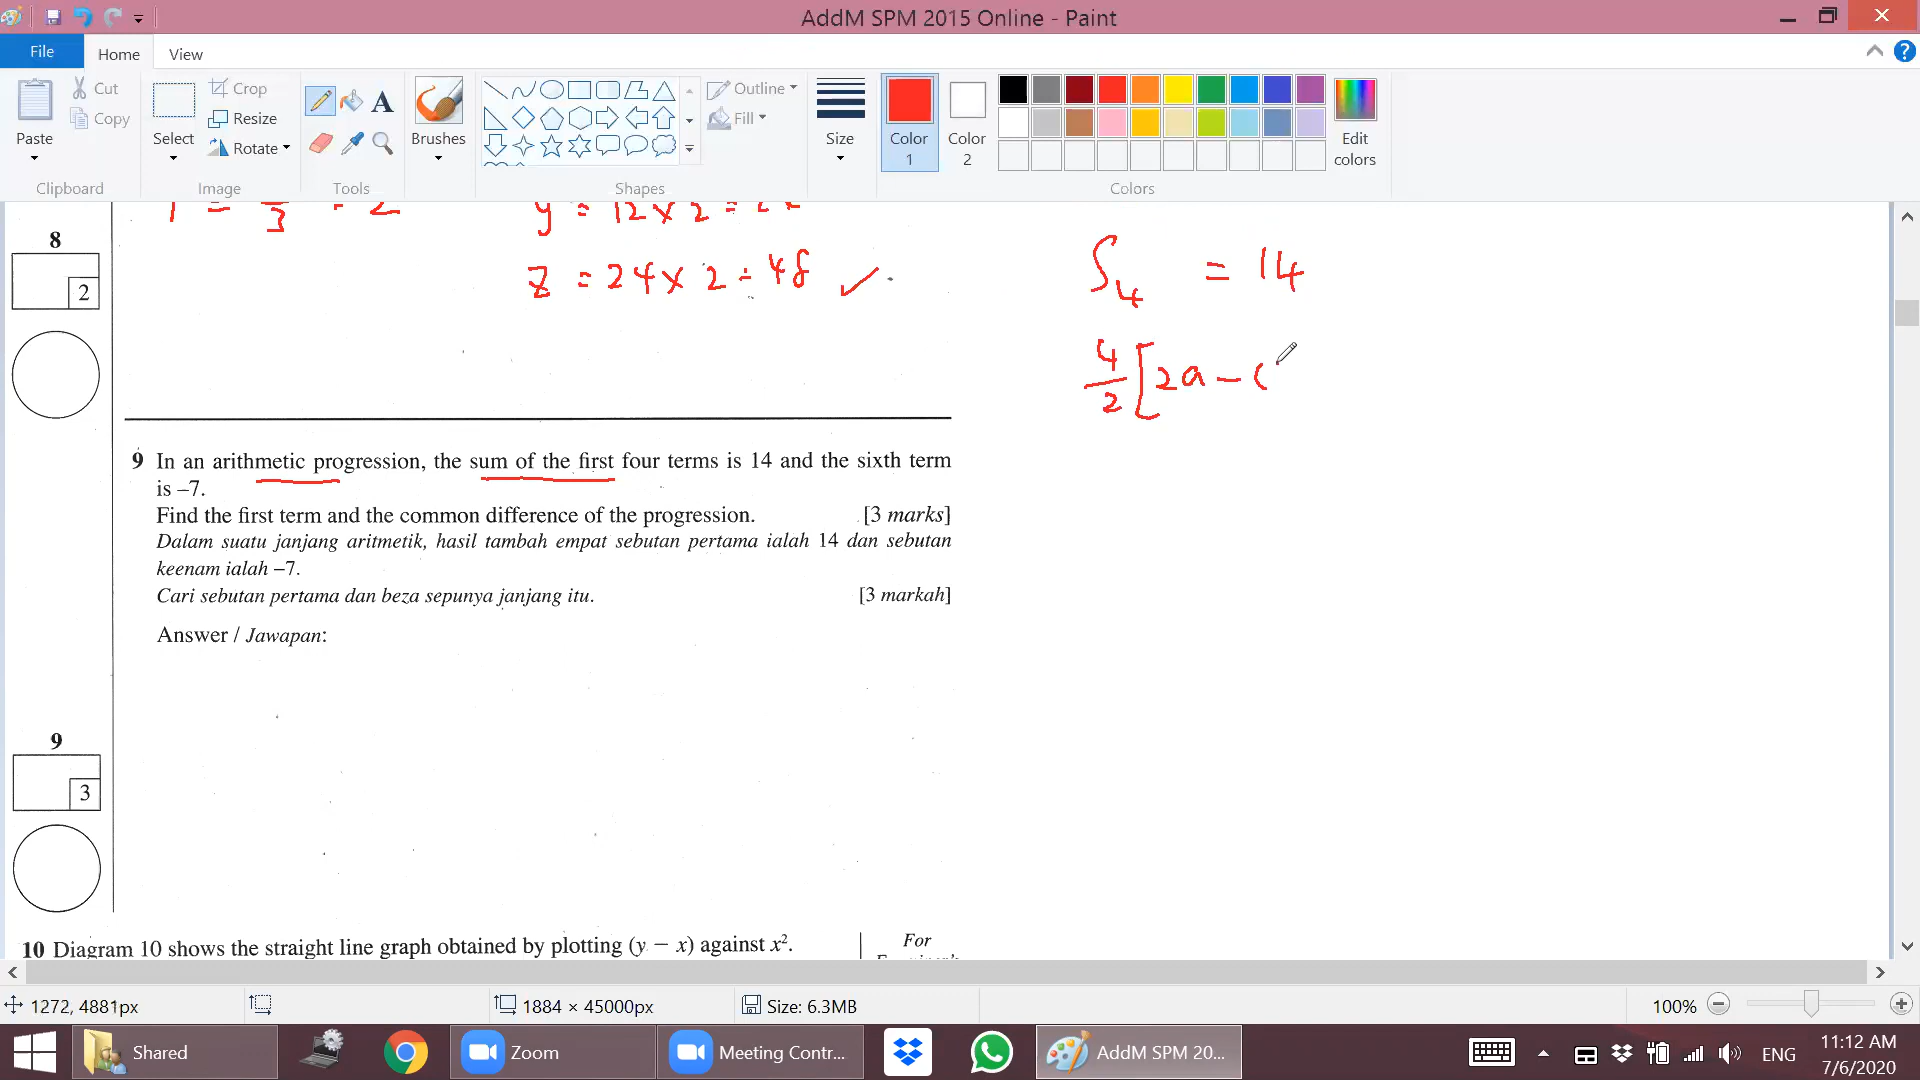 AddM SPM 2015 Online - Paint
File
Home
View
Paste
Cut
Copy
Clipboard
Select
Crop
Resize
Rotate
Image
A
Tools
Brushes
Outline
Fill
Shapes
Size
Color 1
Color 2
Edit colors
Colors
y = 12 x 2 =
z = 24 x 2 = 48 ✓
8
2
S4 = 14
4/2 [2a - (
9 In an arithmetic progression, the sum of the first four terms is 14 and the sixth term
is –7.
Find the first term and the common difference of the progression. [3 marks]
Dalam suatu janjang aritmetik, hasil tambah empat sebutan pertama ialah 14 dan sebutan
keenam ialah –7.
Cari sebutan pertama dan beza sepunya janjang itu. [3 markah]
Answer / Jawapan:
9
3
10 Diagram 10 shows the straight line graph obtained by plotting (y − x) against x².
For
1272, 4881px
1884 × 45000px
Size: 6.3MB
100%
Shared
Zoom
Meeting Contr...
AddM SPM 20...
ENG
11:12 AM
7/6/2020